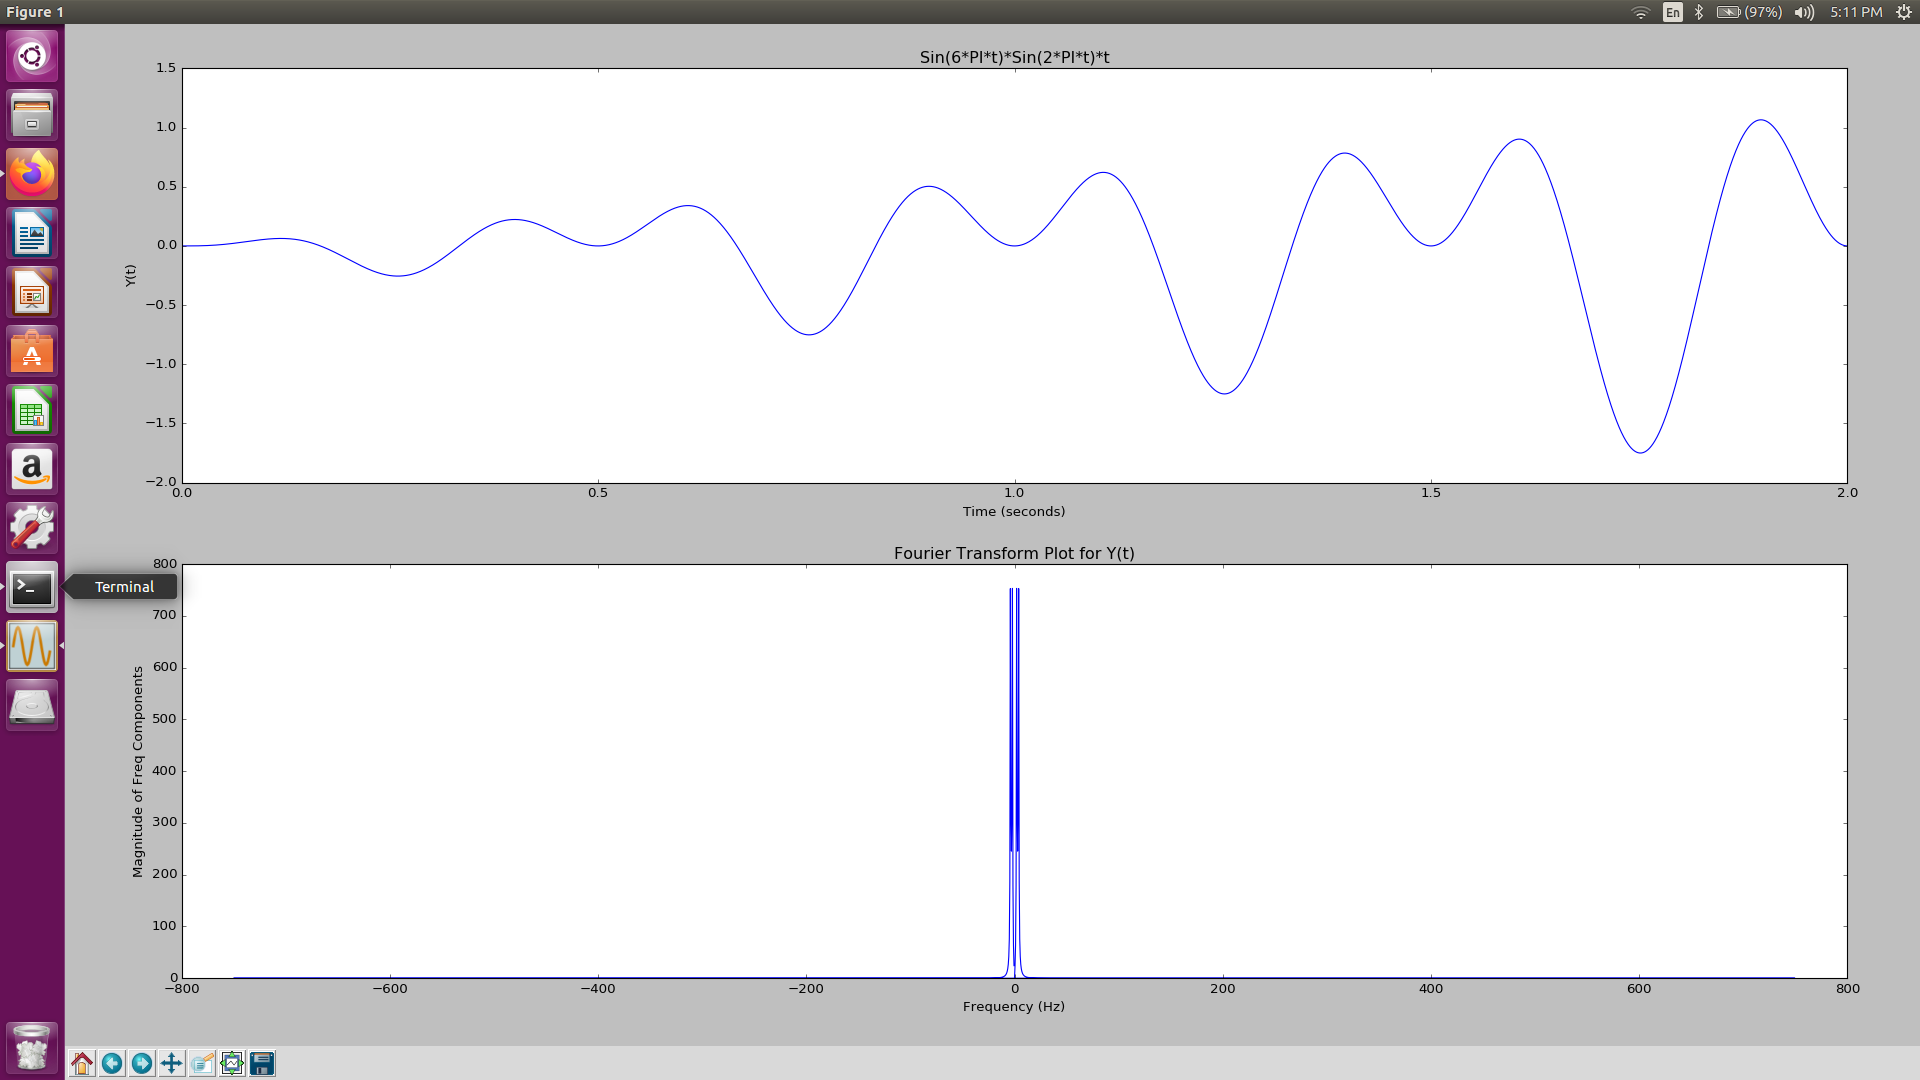 Figure 1
En
(97%)
5:11 PM
Sin(6*PI*t)*Sin(2*PI*t)*t
1.5
1.0
0.5
0.0
−0.5
−1.0
−1.5
−2.0
Y(t)
0.0 0.5 1.0 1.5 2.0
Time (seconds)
Terminal
Fourier Transform Plot for Y(t)
800
700
600
500
400
300
200
100
0
Magnitude of Freq Components
−800 −600 −400 −200 0 200 400 600 800
Frequency (Hz)